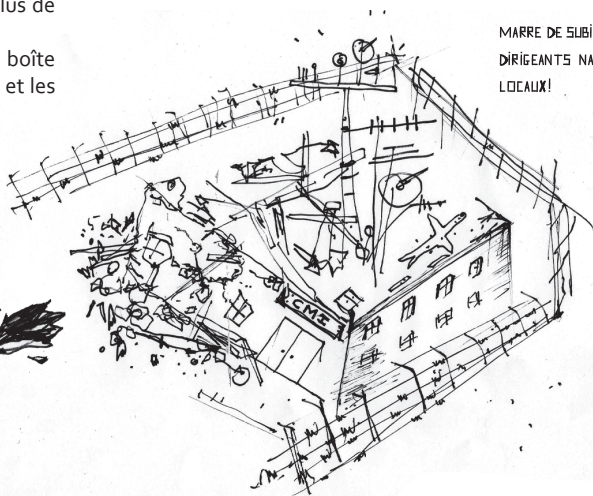 lus de
boîte
et les
MARRE DE SUBI
DIRIGEANTS NA
LOCAUX!
CMI